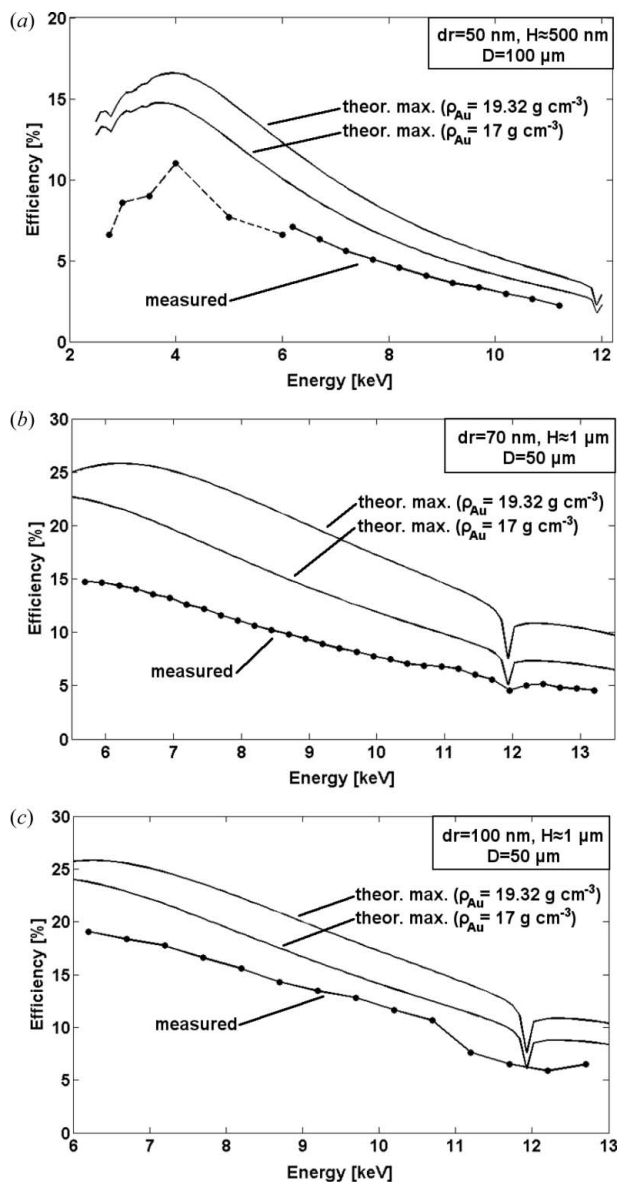 (a)
20
15
10
5
0
Efficiency [%]
dr=50 nm, H≈500 nm
D=100 µm
theor. max. (ρAu = 19.32 g cm-3)
theor. max. (ρAu = 17 g cm-3)
measured
2 4 6 8 10 12
Energy [keV]
(b)
30
25
20
15
10
5
0
Efficiency [%]
dr=70 nm, H≈1 µm
D=50 µm
theor. max. (ρAu= 19.32 g cm-3)
theor. max. (ρAu = 17 g cm-3)
measured
6 7 8 9 10 11 12 13
Energy [keV]
(c)
30
25
20
15
10
5
0
Efficiency [%]
dr=100 nm, H≈1 µm
D=50 µm
theor. max. (ρAu= 19.32 g cm-3)
theor. max. (ρAu = 17 g cm-3)
measured
6 7 8 9 10 11 12 13
Energy [keV]